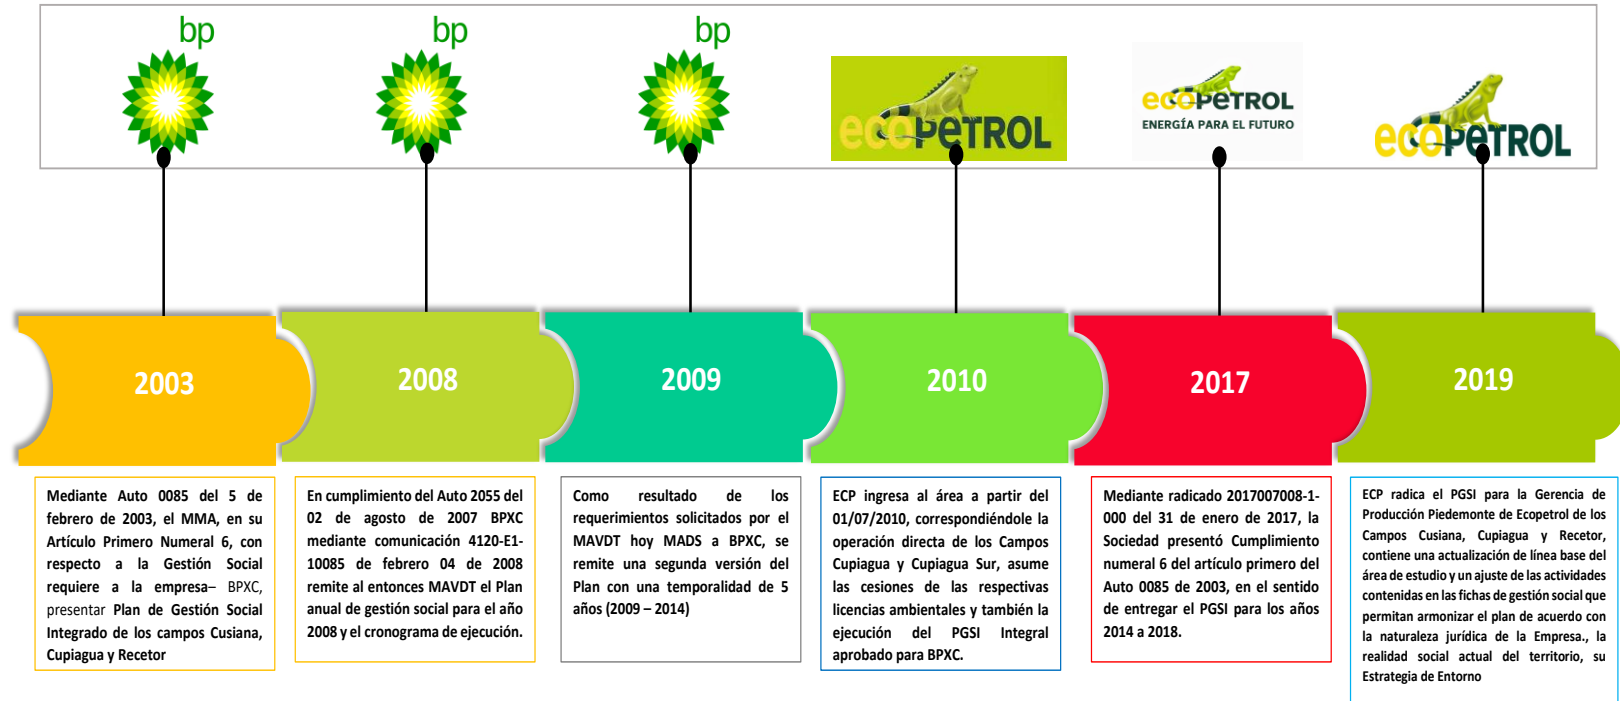 bp
bp
bp
ecopetrol
ecopetrol
ENERGÍA PARA EL FUTURO
ecopetrol
2003
2008
2009
2010
2017
2019
Mediante Auto 0085 del 5 de
febrero de 2003, el MMA, en su
Artículo Primero Numeral 6, con
respecto a la Gestión Social
requiere a la empresa– BPXC,
presentar Plan de Gestión Social
Integrado de los campos Cusiana,
Cupiagua y Recetor
En cumplimiento del Auto 2055 del
02 de agosto de 2007 BPXC
mediante comunicación 4120-E1-
10085 de febrero 04 de 2008
remite al entonces MAVDT el Plan
anual de gestión social para el año
2008 y el cronograma de ejecución.
Como resultado de los
requerimientos solicitados por el
MAVDT hoy MADS a BPXC, se
remite una segunda versión del
Plan con una temporalidad de 5
años (2009 – 2014)
ECP ingresa al área a partir del
01/07/2010, correspondiéndole la
operación directa de los Campos
Cupiagua y Cupiagua Sur, asume
las cesiones de las respectivas
licencias ambientales y también la
ejecución del PGSI Integral
aprobado para BPXC.
Mediante radicado 2017007008-1-
000 del 31 de enero de 2017, la
Sociedad presentó Cumplimiento
numeral 6 del artículo primero del
Auto 0085 de 2003, en el sentido
de entregar el PGSI para los años
2014 a 2018.
ECP radica el PGSI para la Gerencia de
Producción Piedemonte de Ecopetrol de los
Campos Cusiana, Cupiagua y Recetor,
contiene una actualización de línea base del
área de estudio y un ajuste de las actividades
contenidas en las fichas de gestión social que
permitan armonizar el plan de acuerdo con
la naturaleza jurídica de la Empresa., la
realidad social actual del territorio, su
Estrategia de Entorno